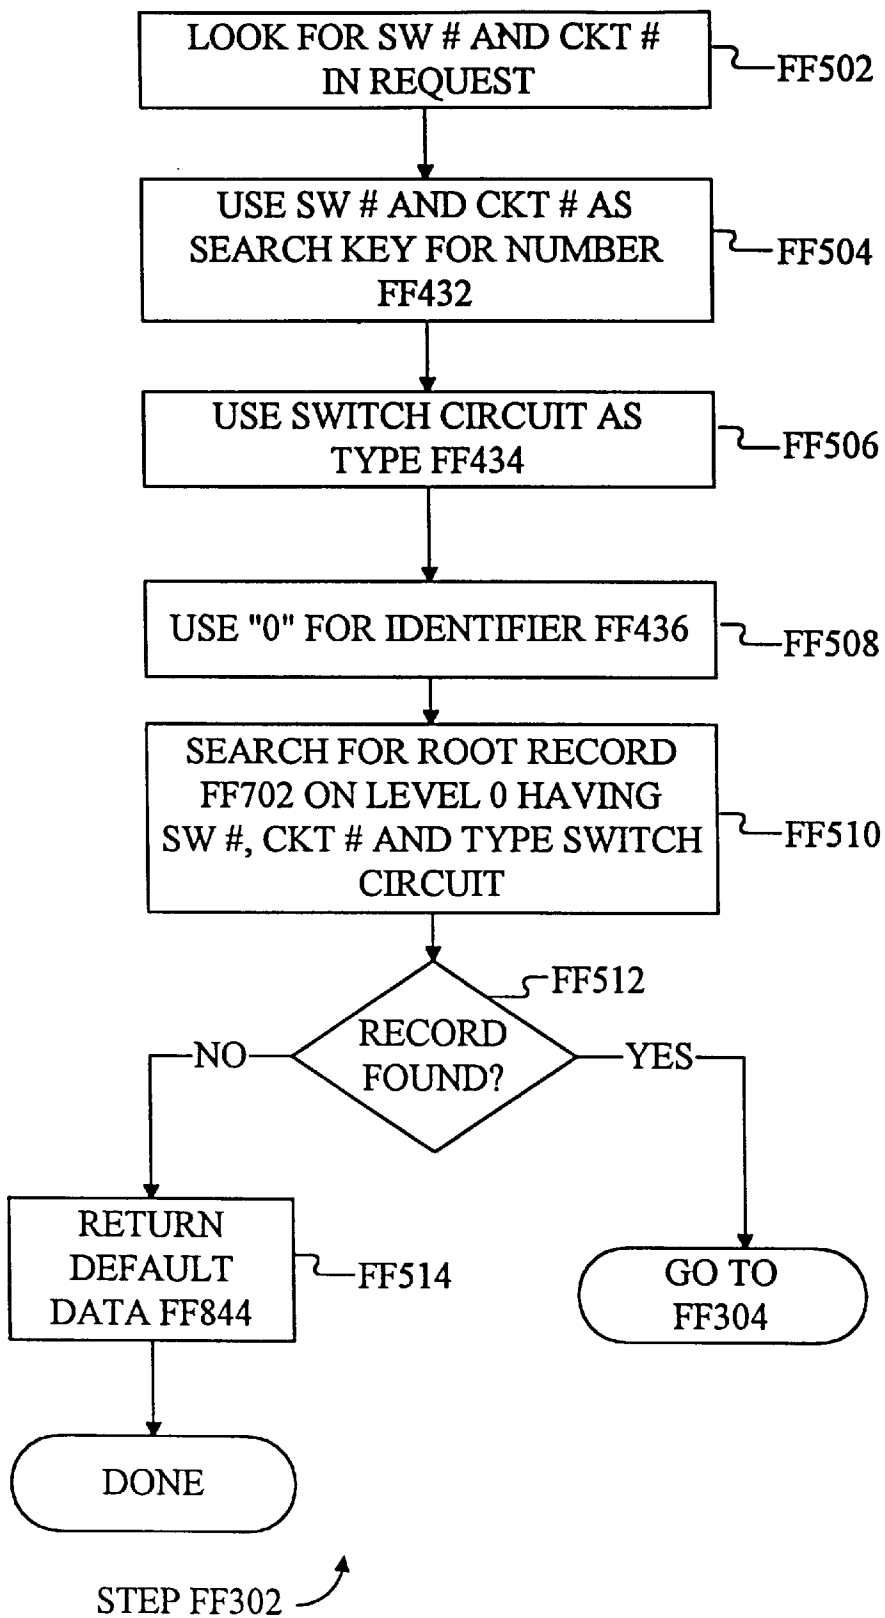 LOOK FOR SW # AND CKT #
IN REQUEST
FF502
USE SW # AND CKT # AS
SEARCH KEY FOR NUMBER
FF432
FF504
USE SWITCH CIRCUIT AS
TYPE FF434
FF506
USE "0" FOR IDENTIFIER FF436
FF508
SEARCH FOR ROOT RECORD
FF702 ON LEVEL 0 HAVING
SW #, CKT # AND TYPE SWITCH
CIRCUIT
FF510
FF512
RECORD
FOUND?
NO
YES
RETURN
DEFAULT
DATA FF844
FF514
GO TO
FF304
DONE
STEP FF302